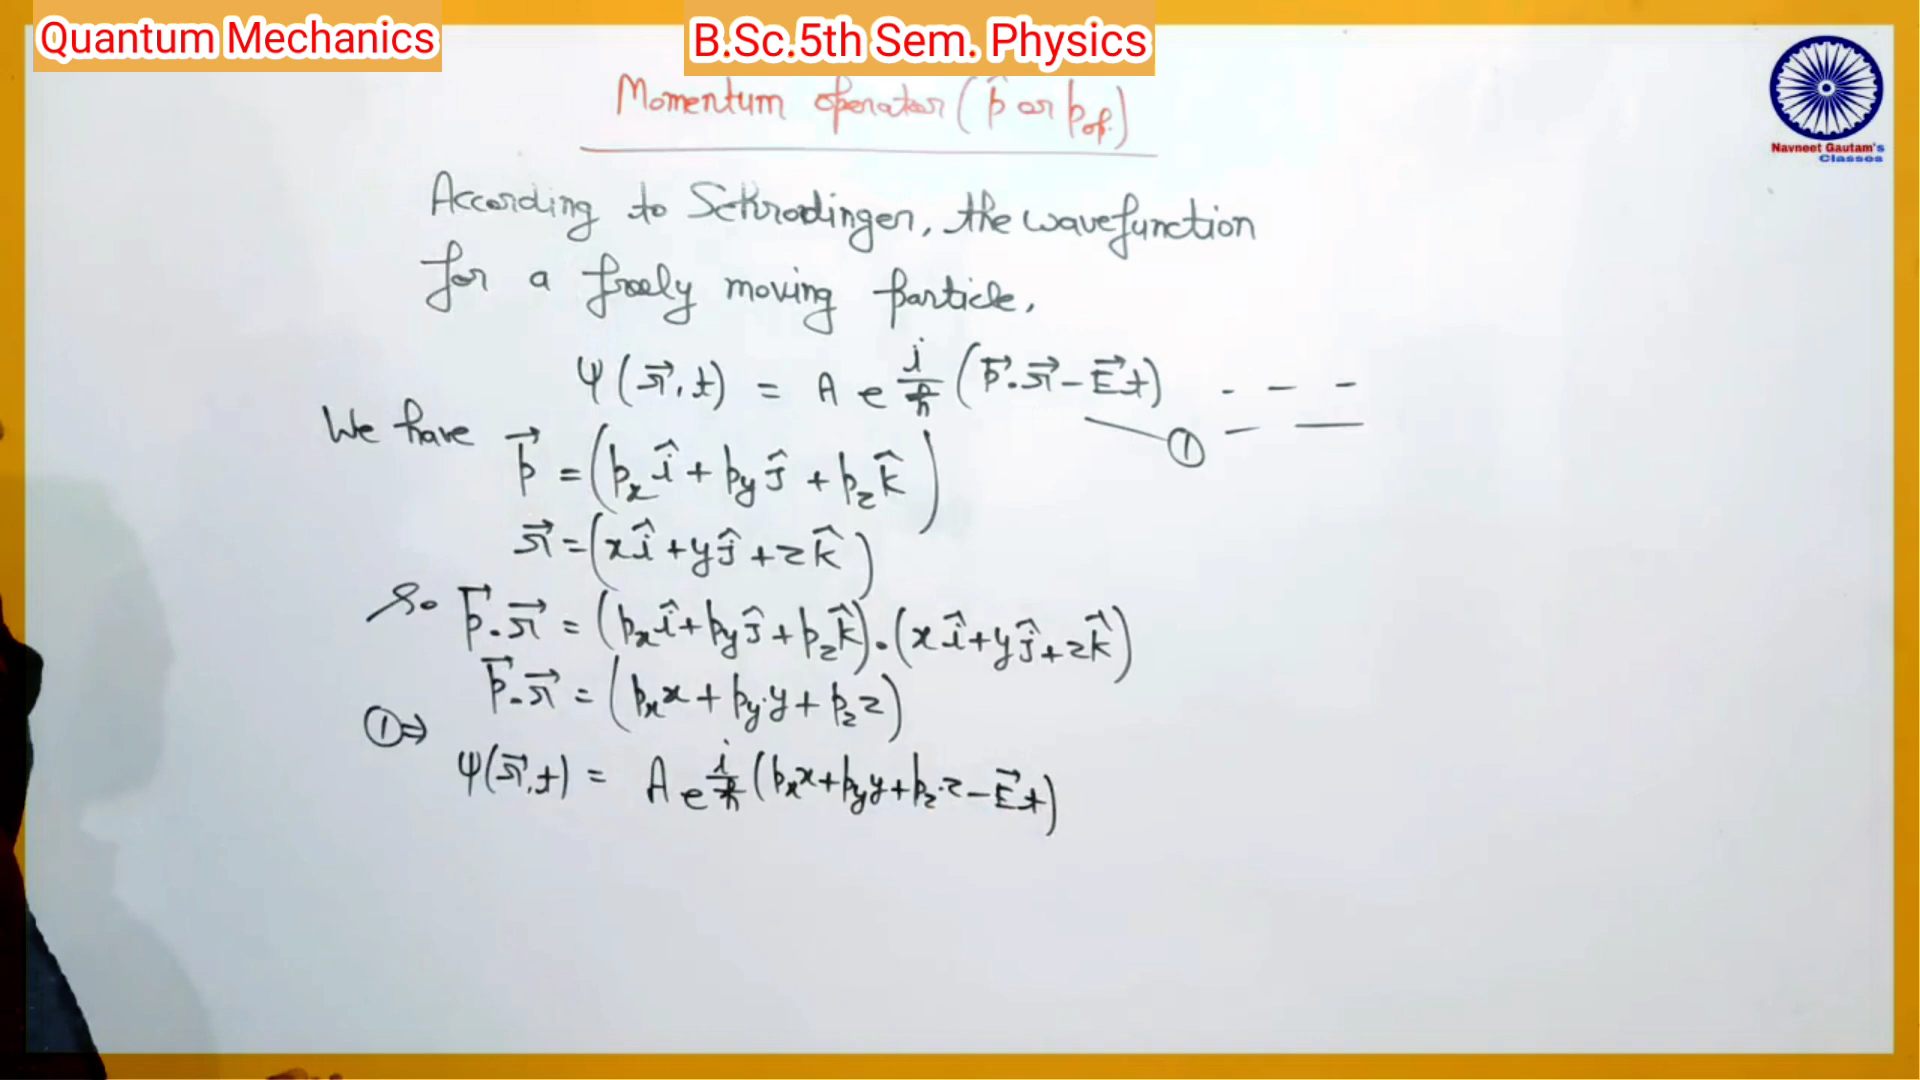 Quantum Mechanics
B.Sc.5th Sem. Physics
Navneet Gautam's
Classes
Momentum operator (p̂ or p_op.)
According to Schrodinger, the wavefunction
for a freely moving particle,
Ψ(r⃗,t) = A e^{i/ħ (p⃗.r⃗ - E⃗t)} - - -
①
We have
p⃗ = (p_x î + p_y ĵ + p_z k̂)
r⃗ = (x î + y ĵ + z k̂)
So p⃗.r⃗ = (p_x î + p_y ĵ + p_z k̂).(x î + y ĵ + z k̂)
p⃗.r⃗ = (p_x x + p_y.y + p_z z)
①⇒
Ψ(r⃗,t) = A e^{i/ħ (p_x x + p_y y + p_z.z - E⃗t)}